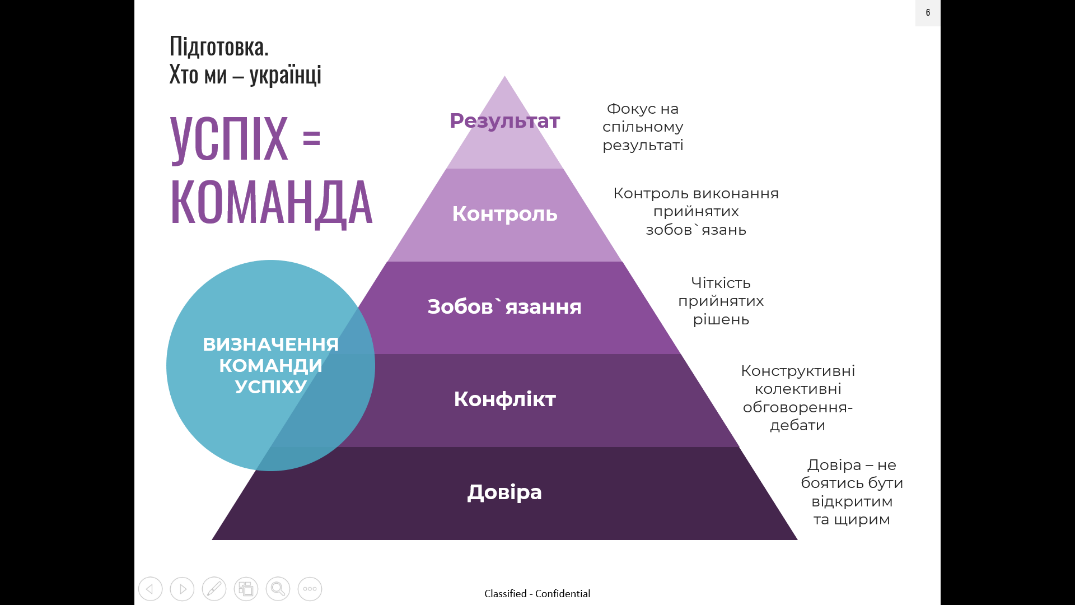 6
Підготовка.
Хто ми – українці
УСПІХ =
КОМАНДА
ВИЗНАЧЕННЯ
КОМАНДИ
УСПІХУ
Результат
Фокус на
спільному
результаті
Контроль
Контроль виконання
прийнятих
зобов`язань
Зобов`язання
Чіткість
прийнятих
рішень
Конфлікт
Конструктивні
колективні
обговорення-
дебати
Довіра
Довіра – не
боятись бути
відкритим
та щирим
Classified - Confidential